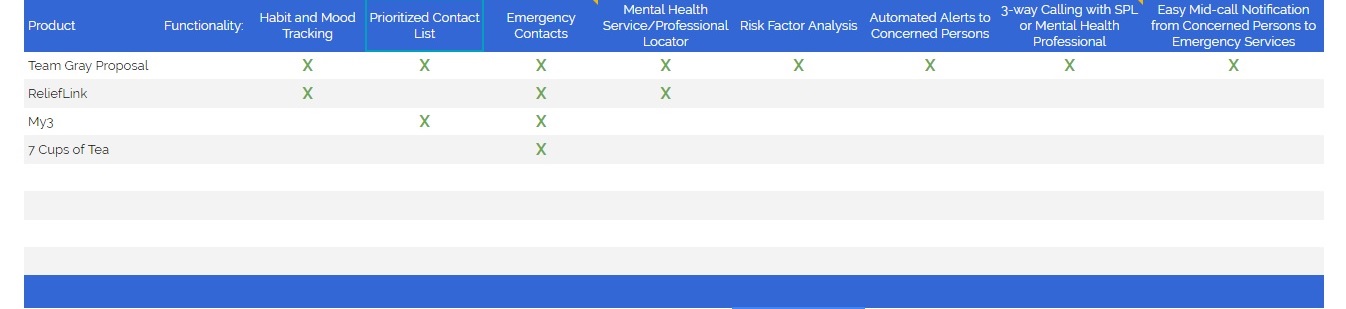 Product Functionality: Habit and Mood Tracking Prioritized Contact List Emergency Contacts Mental Health Service/Professional Locator Risk Factor Analysis Automated Alerts to Concerned Persons 3-way Calling with SPL or Mental Health Professional Easy Mid-call Notification from Concerned Persons to Emergency Services
Team Gray Proposal X X X X X X X X
ReliefLink X X X
My3 X X
7 Cups of Tea X